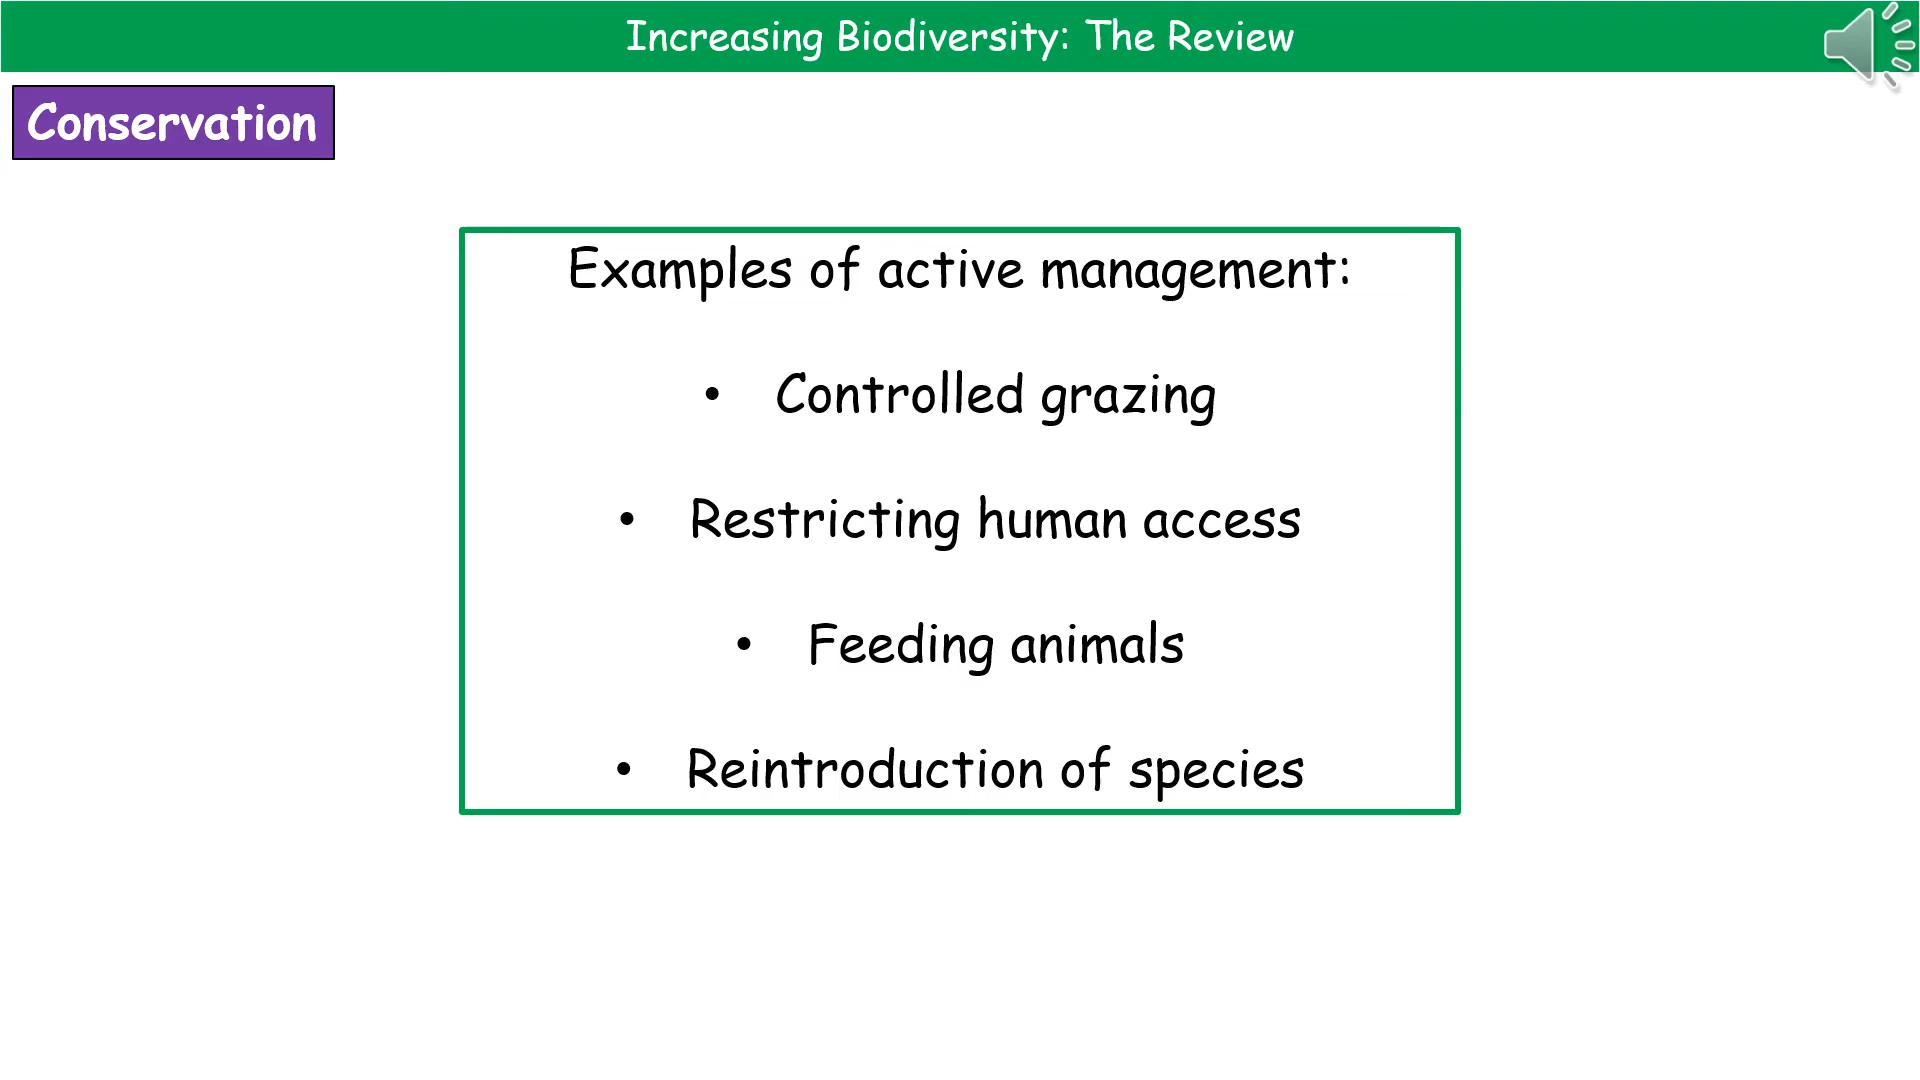 Increasing Biodiversity: The Review
Conservation
Examples of active management:
• Controlled grazing
• Restricting human access
• Feeding animals
• Reintroduction of species